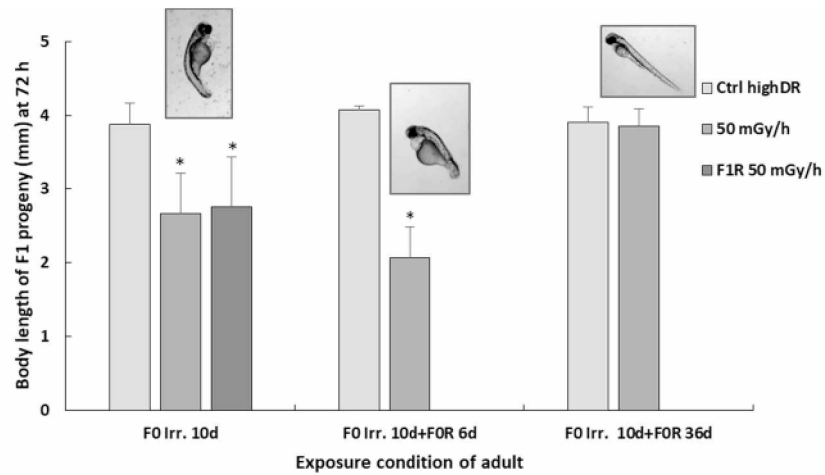 Body length of F1 progeny (mm) at 72 h
5
4
3
2
1
0
*
*
*
Ctrl highDR
50 mGy/h
F1R 50 mGy/h
F0 Irr. 10d
F0 Irr. 10d+F0R 6d
F0 Irr. 10d+F0R 36d
Exposure condition of adult